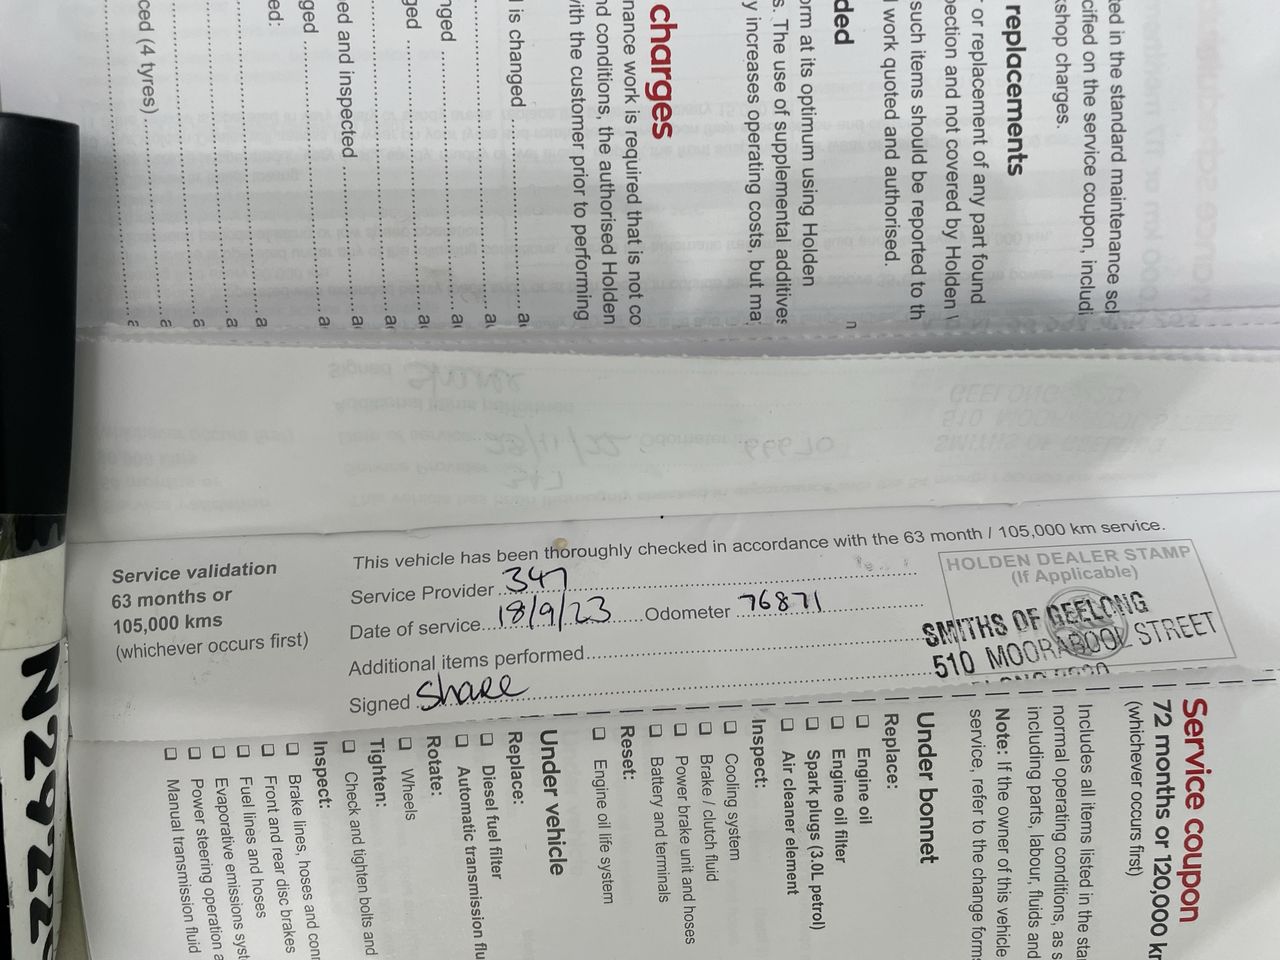 ted in the standard maintenance sch
cified on the service coupon, includi
kshop charges.
replacements
or replacement of any part found
pection and not covered by Holden
such items should be reported to th
work quoted and authorised
ded
orm at its optimum using Holden
s. The use of supplemental additives
y increases operating costs, but ma
charges
nance work is required that is not co
nd conditions, the authorised Holden
with the customer prior to performing
l is changed
nged
ged
ed and inspected
ged
ed:
ced (4 tyres)
Service validation
63 months or
105,000 kms
(whichever occurs first)
This vehicle has been thoroughly checked in accordance with the 63 month / 105,000 km service.
Service Provider 347
Date of service 18/9/23 Odometer 76871
Additional items performed
Signed Share
HOLDEN DEALER STAMP
(If Applicable)
SMITHS OF GEELONG
510 MOORABOOL STREET
Service coupon
72 months or 120,000 k
(whichever occurs first)
Includes all items listed in the sta
normal operating conditions, as s
including parts, labour, fluids and
Note: If the owner of this vehicle
service, refer to the change form
Under bonnet
Replace:
Engine oil
Engine oil filter
Spark plugs (3.0L petrol)
Air cleaner element
Inspect:
Cooling system
Brake / clutch fluid
Power brake unit and hoses
Battery and terminals
Reset:
Engine oil life system
Under vehicle
Replace:
Diesel fuel filter
Automatic transmission flu
Rotate:
Wheels
Tighten:
Check and tighten bolts and
Inspect:
Brake lines, hoses and conn
Front and rear disc brakes
Fuel lines and hoses
Evaporative emissions syst
Power steering operation a
Manual transmission fluid
N29722